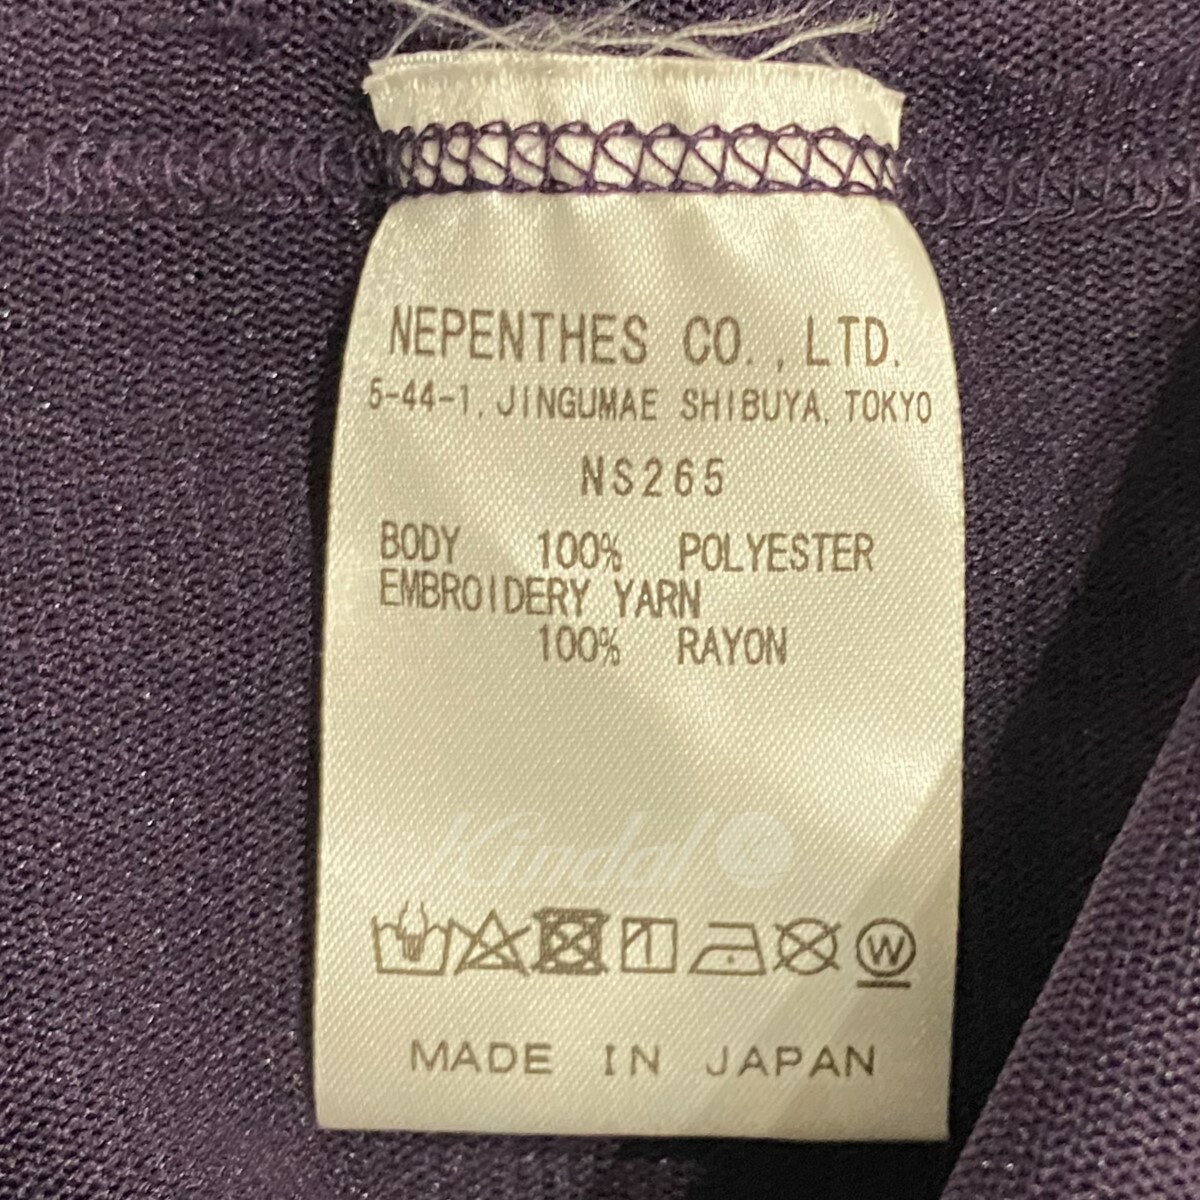 NEPENTHES CO., LTD.
5-44-1, JINGUMAE SHIBUYA, TOKYO
NS265
BODY 100% POLYESTER
EMBROIDERY YARN
100% RAYON
Kindal
W
MADE IN JAPAN